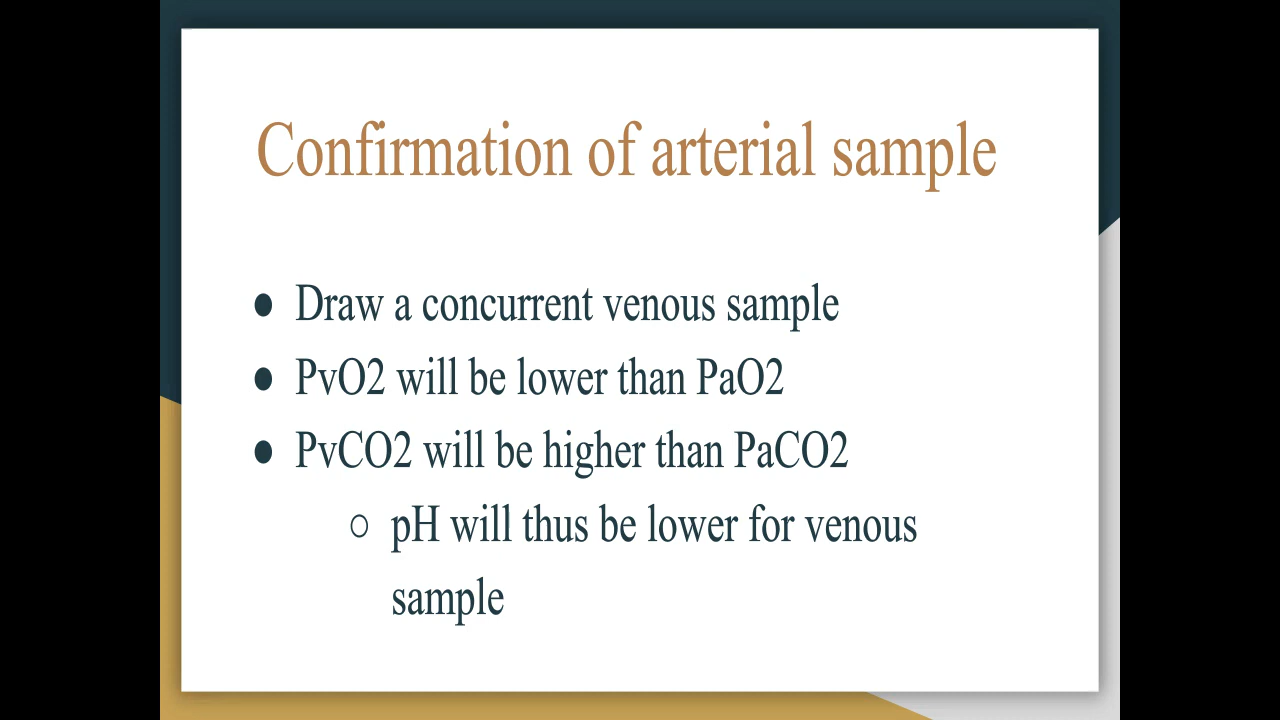 Confirmation of arterial sample
● Draw a concurrent venous sample
● PvO2 will be lower than PaO2
● PvCO2 will be higher than PaCO2
○ pH will thus be lower for venous
sample